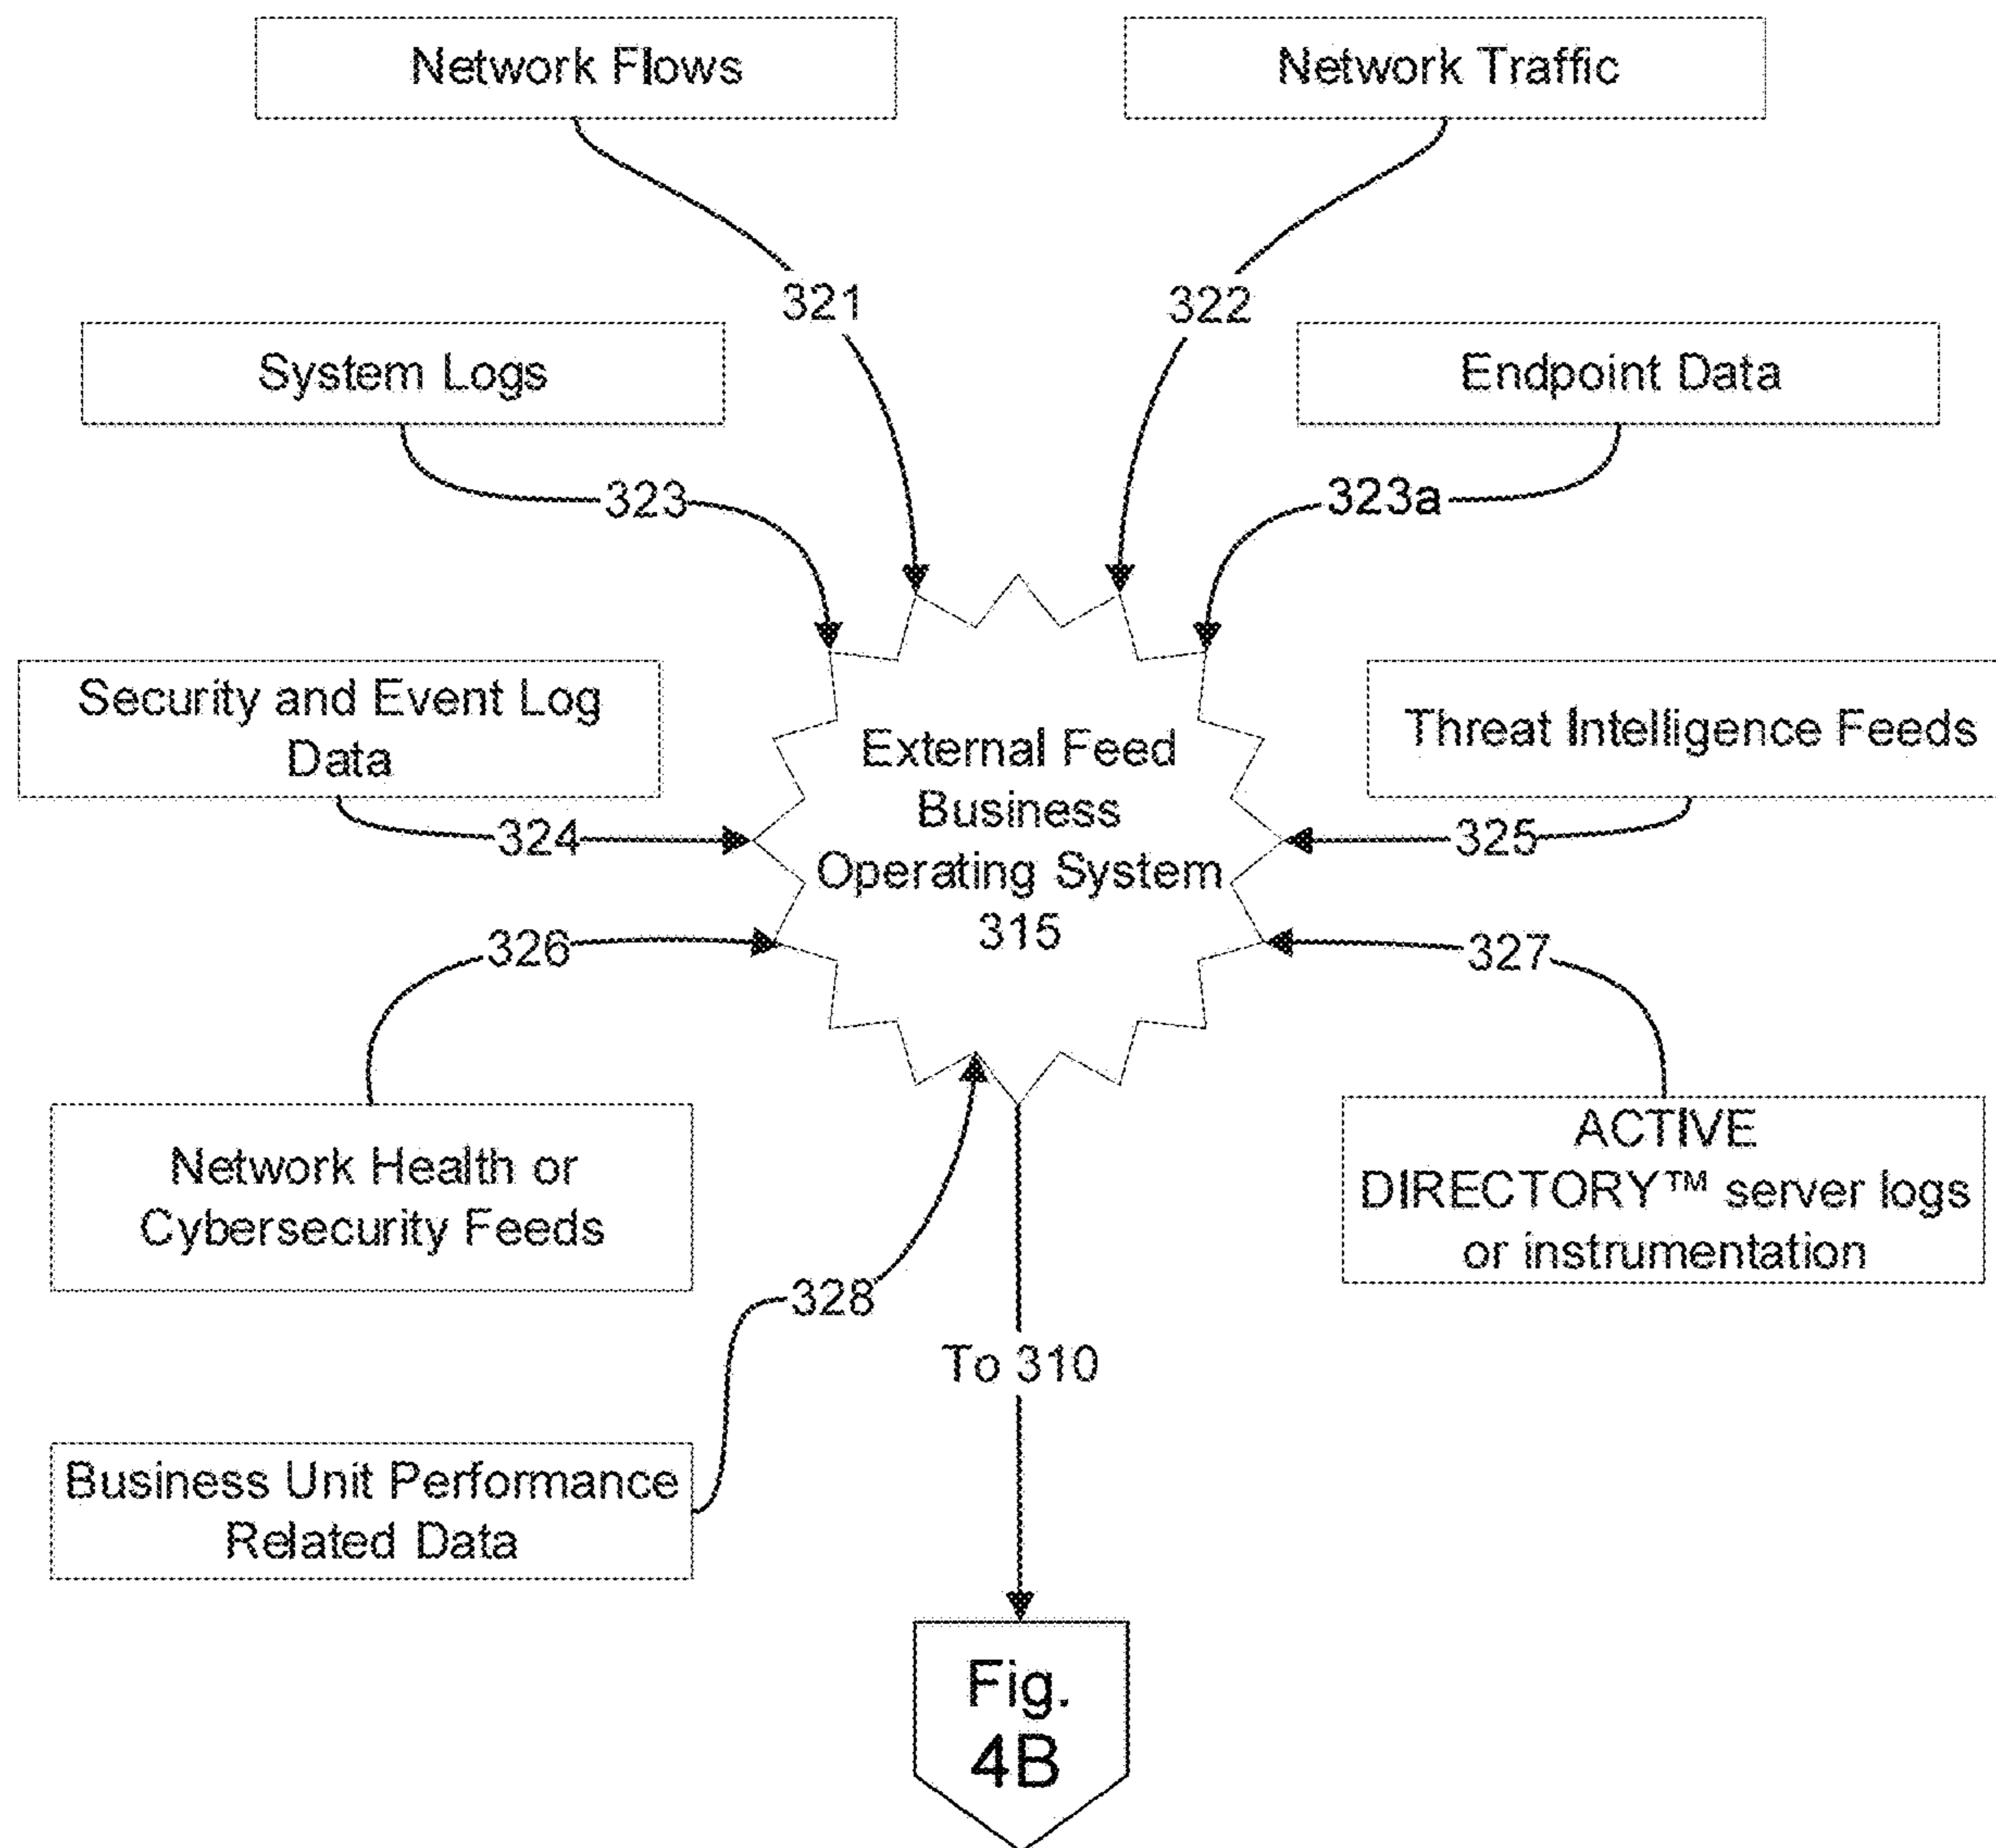 Network Flows
Network Traffic
321
322
System Logs
Endpoint Data
323
323a
Security and Event Log
Data
External Feed
Business
Operating System
315
Threat Intelligence Feeds
324
325
326
327
Network Health or
Cybersecurity Feeds
ACTIVE
DIRECTORY™ server logs
or instrumentation
328
To 310
Business Unit Performance
Related Data
Fig.
4B